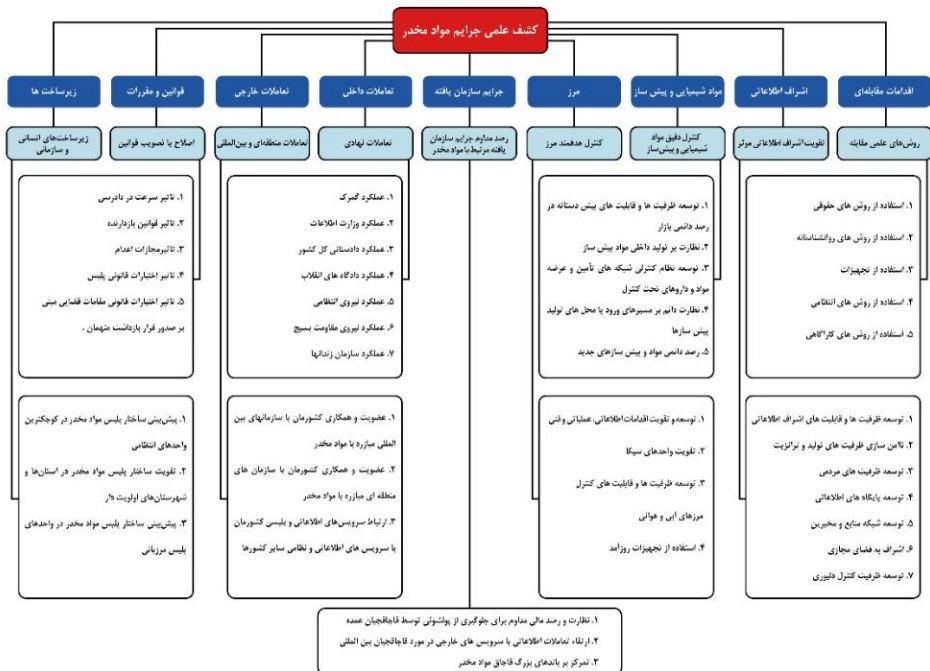 کشف علمی جرایم مواد مخدر
اقدامات مقابله‌ای
اشراف اطلاعاتی
مواد شیمیایی و پیش ساز
مرز
جرایم سازمان یافته
تعاملات داخلی
تعاملات خارجی
قوانین و مقررات
زیرساخت ها
روش‌های علمی مقابله
تقویت اشراف اطلاعاتی موثر
کنترل دقیق مواد
شیمیایی و پیش‌ساز
کنترل هدفمند مرز
رصد مداوم جرایم سازمان
یافته مرتبط با مواد مخدر
تعاملات نهادی
تعاملات منطقه‌ای و بین‌المللی
اصلاح یا تصویب قوانین
زیرساخت‌های انسانی
و سازمانی
۱. استفاده از روش های حقوقی
۲. استفاده از روش های روانشناسانه
۳. استفاده از تجهیزات
۴. استفاده از روش های انتظامی
۵. استفاده از روش های کارآگاهی
۱. توسعه ظرفیت ها و قابلیت های پیش دستانه در
رصد دائمی بازار
۲. نظارت بر تولید داخلی مواد پیش ساز
۳. توسعه نظام کنترلی شبکه های تأمین و عرضه
مواد و داروهای تحت کنترل
۴. نظارت دائم بر مسیرهای ورود یا محل های تولید
پیش سازها
۵. رصد دائمی مواد و پیش سازهای جدید
۱. عملکرد گمرک
۲. عملکرد وزارت اطلاعات
۳. عملکرد دادستانی کل کشور
۴. عملکرد دادگاه های انقلاب
۵. عملکرد نیروی انتظامی
۶. عملکرد نیروی مقاومت بسیج
۷. عملکرد سازمان زندانها
۱. تاثیر سرعت در دادرسی
۲. تاثیر قوانین بازدارنده
۳. تاثیر مجازات اعدام
۴. تاثیر اختیارات قانونی پلیس
۵. تاثیر اختیارات قانونی مقامات قضایی مبنی
بر صدور قرار بازداشت متهمان .
۱. توسعه ظرفیت ها و قابلیت های اشراف اطلاعاتی
۲. ناامن سازی ظرفیت های تولید و ترانزیت
۳. توسعه ظرفیت های مردمی
۴. توسعه پایگاه های اطلاعاتی
۵. توسعه شبکه منابع و مخبرین
۶. اشراف به فضای مجازی
۷. توسعه ظرفیت کنترل دلیوری
۱. توسعه و تقویت اقدامات اطلاعاتی، عملیاتی و فنی
۲. تقویت واحدهای سیکا
۳. توسعه ظرفیت ها و قابلیت های کنترل
مرزهای آبی و هوائی
۴. استفاده از تجهیزات روزآمد
۱. عضویت و همکاری کشورمان با سازمانهای بین
المللی مبارزه با مواد مخدر
۲. عضویت و همکاری کشورمان با سازمان های
منطقه ای مبارزه با مواد مخدر
۳. ارتباط سرویس‌های اطلاعاتی و پلیسی کشورمان
با سرویس های اطلاعاتی و نظامی سایر کشورها
۱. پیش‌بینی ساختار پلیس مواد مخدر در کوچکترین
واحدهای انتظامی
۲. تقویت ساختار پلیس مواد مخدر در استان‌ها و
شهرستان‌های اولویت دار
۳. پیش‌بینی ساختار پلیس مواد مخدر در واحدهای
پلیس مرزبانی
۱. نظارت و رصد مالی مداوم برای جلوگیری از پولشوئی توسط قاچاقچیان عمده
۲. ارتقاء تعاملات اطلاعاتی با سرویس های خارجی در مورد قاچاقچیان بین المللی
۳. تمرکز بر باندهای بزرگ قاچاق مواد مخدر